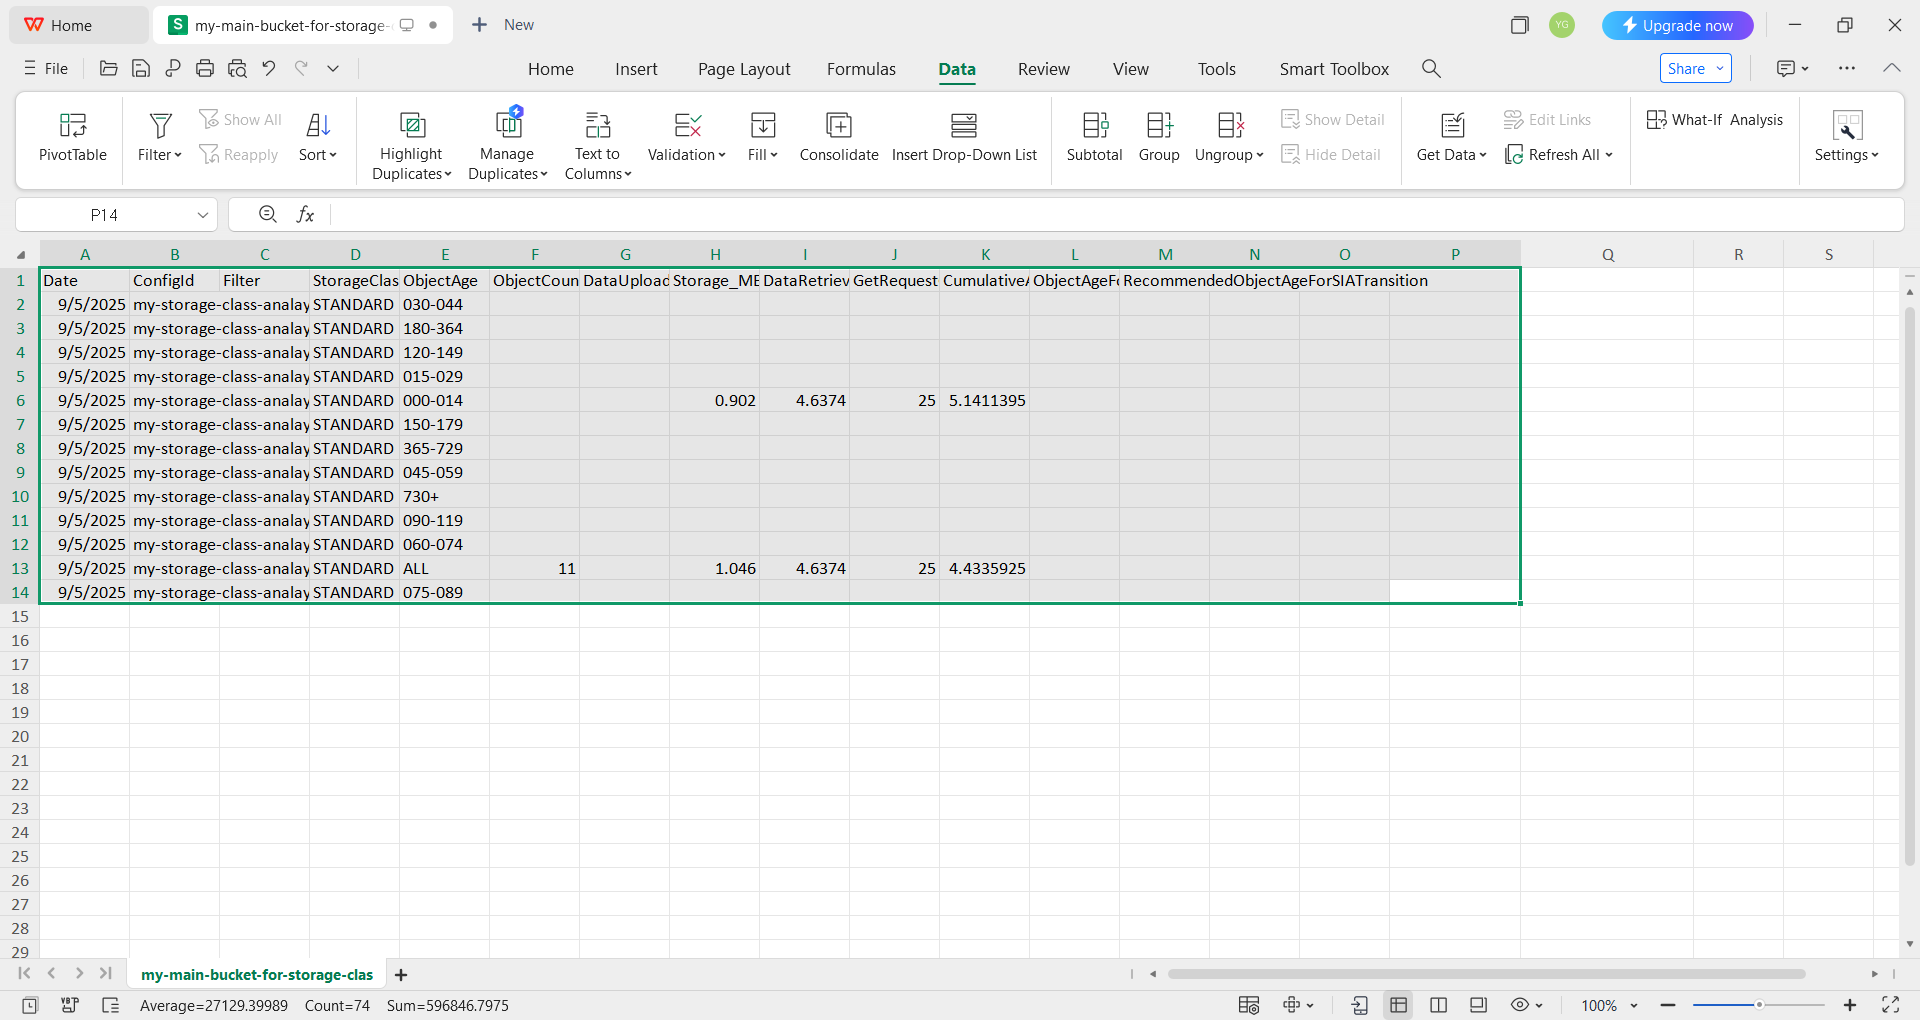 Home
my-main-bucket-for-storage-
New
YG
Upgrade now
File
Home Insert Page Layout Formulas Data Review View Tools Smart Toolbox
Share
PivotTable
Filter
Show All
Reapply
Sort
Highlight Duplicates
Manage Duplicates
Text to Columns
Validation
Fill
Consolidate
Insert Drop-Down List
Subtotal
Group
Ungroup
Show Detail
Hide Detail
Get Data
Edit Links
Refresh All
What-If Analysis
Settings
P14
fx
A B C D E F G H I J K L M N O P Q R S
1 Date ConfigId Filter StorageClas ObjectAge ObjectCoun DataUpload Storage_ME DataRetriev GetRequest CumulativeA ObjectAgeFo RecommendedObjectAgeForSIATransition
2 9/5/2025 my-storage-class-analay STANDARD 030-044
3 9/5/2025 my-storage-class-analay STANDARD 180-364
4 9/5/2025 my-storage-class-analay STANDARD 120-149
5 9/5/2025 my-storage-class-analay STANDARD 015-029
6 9/5/2025 my-storage-class-analay STANDARD 000-014 0.902 4.6374 25 5.1411395
7 9/5/2025 my-storage-class-analay STANDARD 150-179
8 9/5/2025 my-storage-class-analay STANDARD 365-729
9 9/5/2025 my-storage-class-analay STANDARD 045-059
10 9/5/2025 my-storage-class-analay STANDARD 730+
11 9/5/2025 my-storage-class-analay STANDARD 090-119
12 9/5/2025 my-storage-class-analay STANDARD 060-074
13 9/5/2025 my-storage-class-analay STANDARD ALL 11 1.046 4.6374 25 4.4335925
14 9/5/2025 my-storage-class-analay STANDARD 075-089
15
16
17
18
19
20
21
22
23
24
25
26
27
28
29
my-main-bucket-for-storage-clas
Average=27129.39989 Count=74 Sum=596846.7975
100%